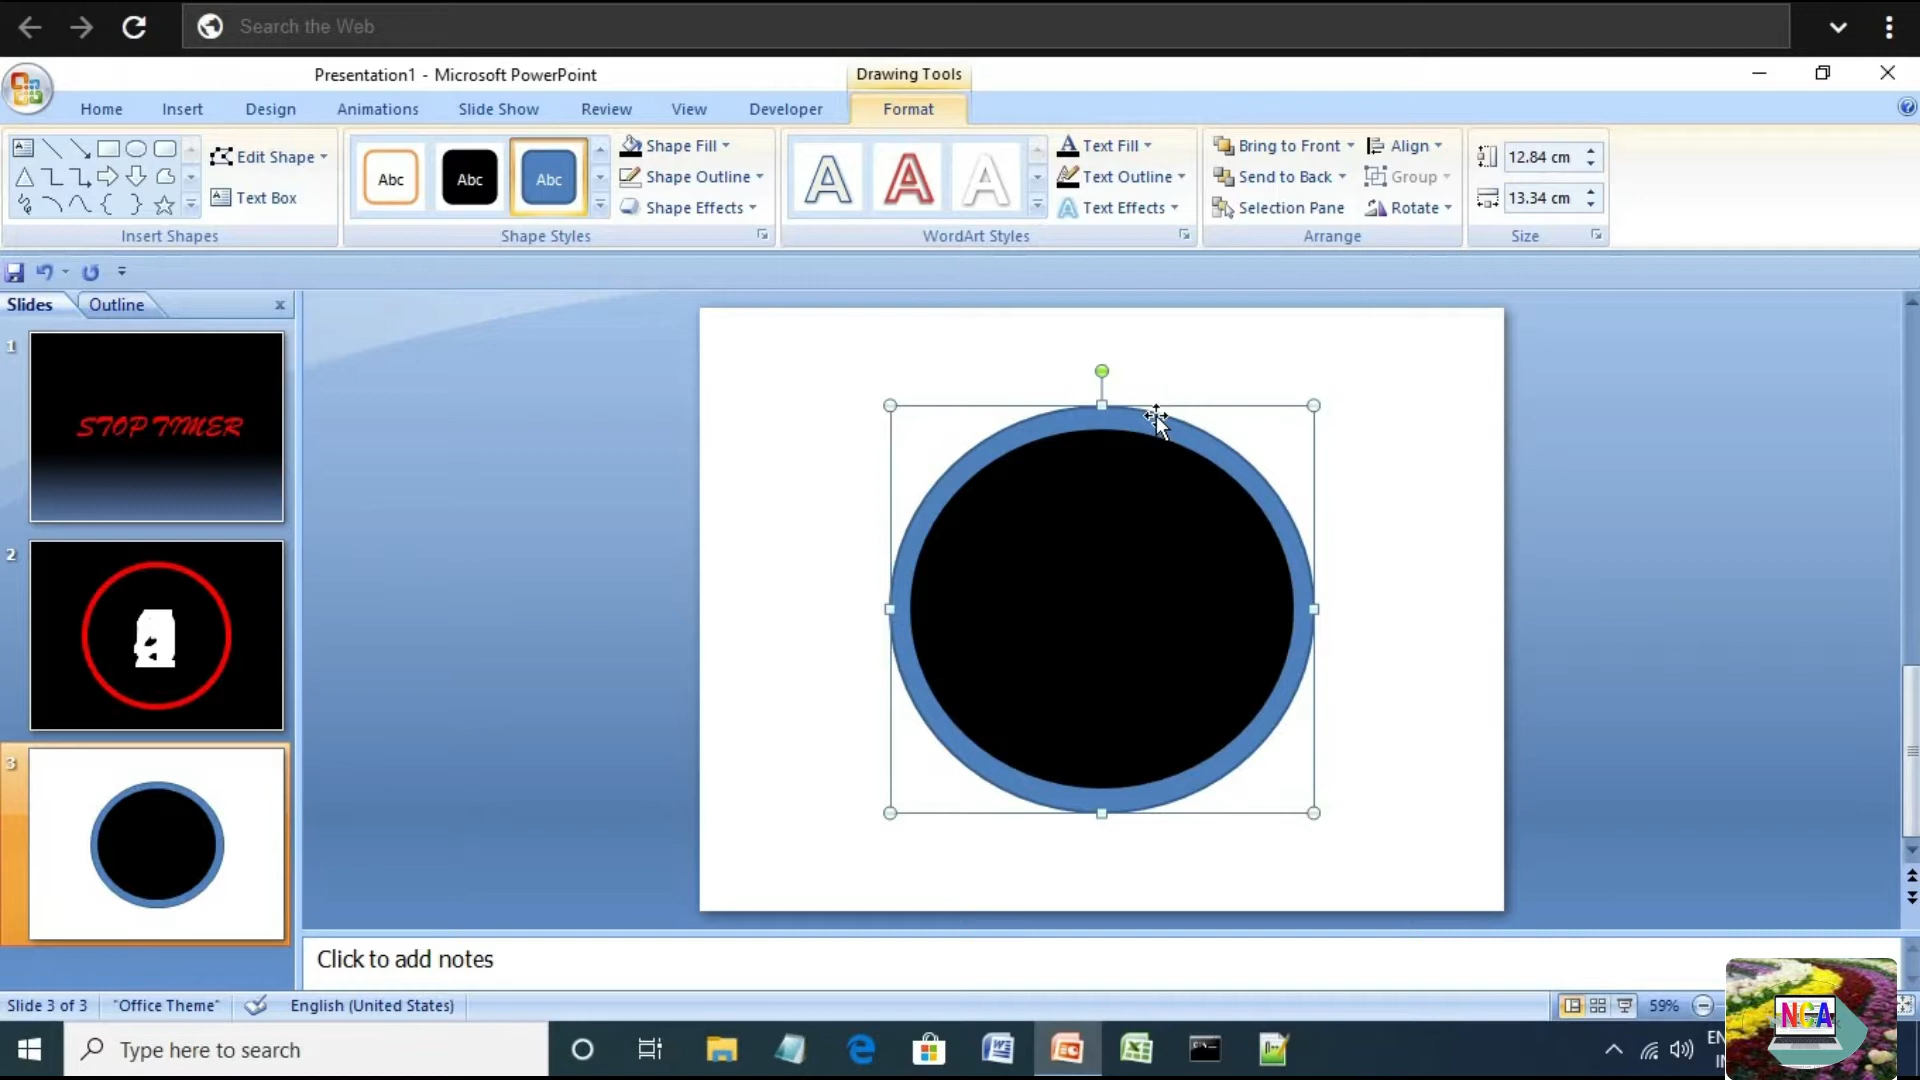 Search the Web
Presentation1 - Microsoft PowerPoint
Drawing Tools
Home Insert Design Animations Slide Show Review View Developer Format
Abc Abc Abc
Edit Shape
Text Box
Insert Shapes
Shape Fill
Shape Outline
Shape Effects
Shape Styles
A A A
Text Fill
Text Outline
Text Effects
WordArt Styles
Bring to Front
Send to Back
Selection Pane
Align
Group
Rotate
Arrange
12.84 cm
13.34 cm
Size
Slides Outline x
1
STOP TIMER
2
3
Click to add notes
Slide 3 of 3 "Office Theme" English (United States) 59%
Type here to search
EN
NCA